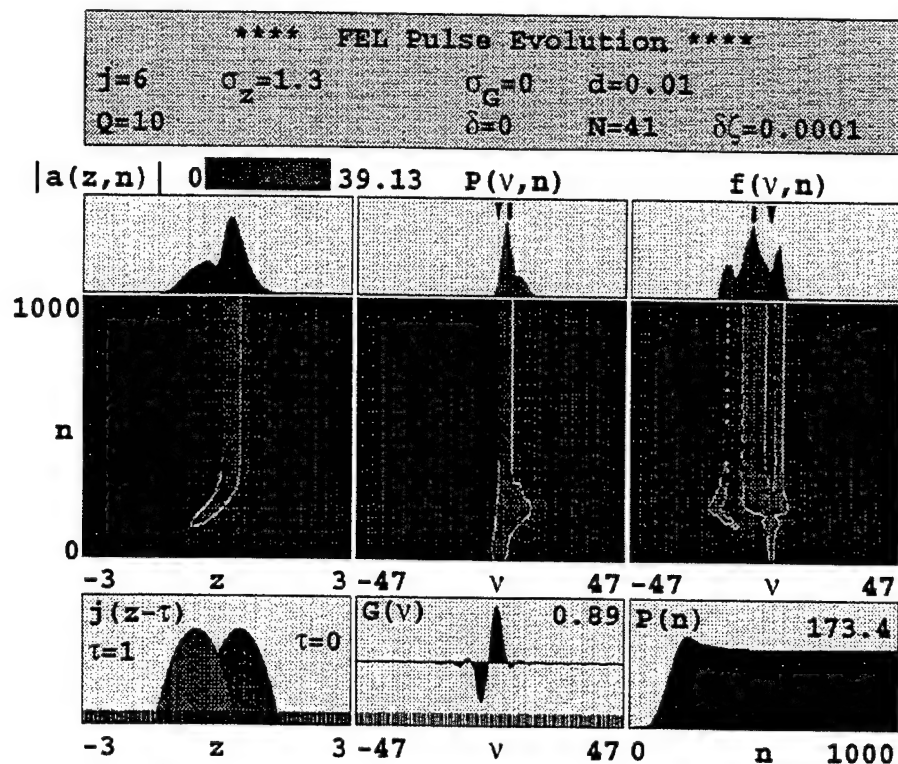 **** FEL Pulse Evolution ****
j=6 σz=1.3 σG=0 d=0.01
Q=10 δ=0 N=41 δζ=0.0001
|a(z,n)| 0 39.13 P(ν,n) f(ν,n)
1000
n
0
-3 z 3 -47 ν 47 -47 ν 47
j(z-τ) G(ν) 0.89 P(n) 173.4
τ=1 τ=0
-3 z 3 -47 ν 47 0 n 1000